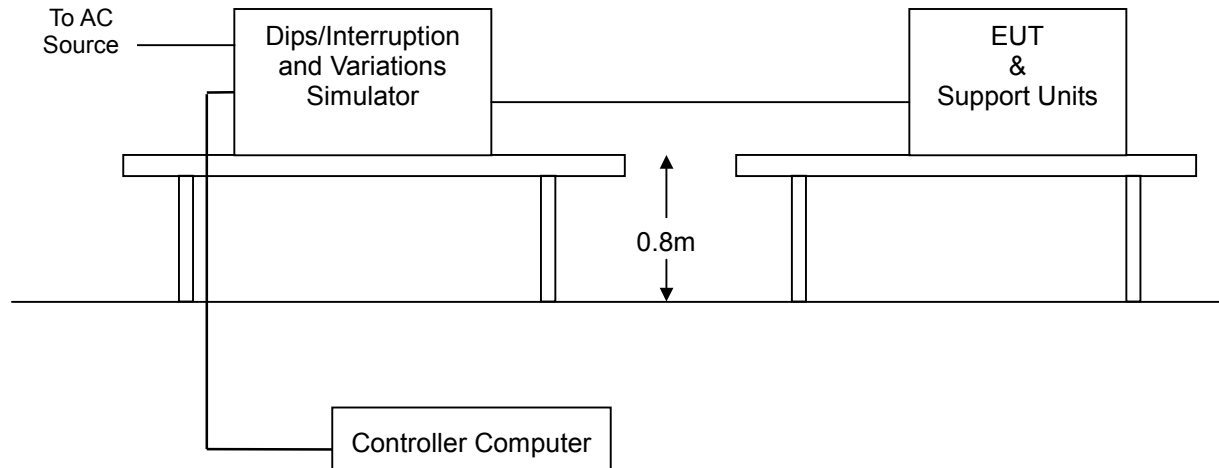 To AC
Source
Dips/Interruption
and Variations
Simulator
EUT
&
Support Units
0.8m
Controller Computer